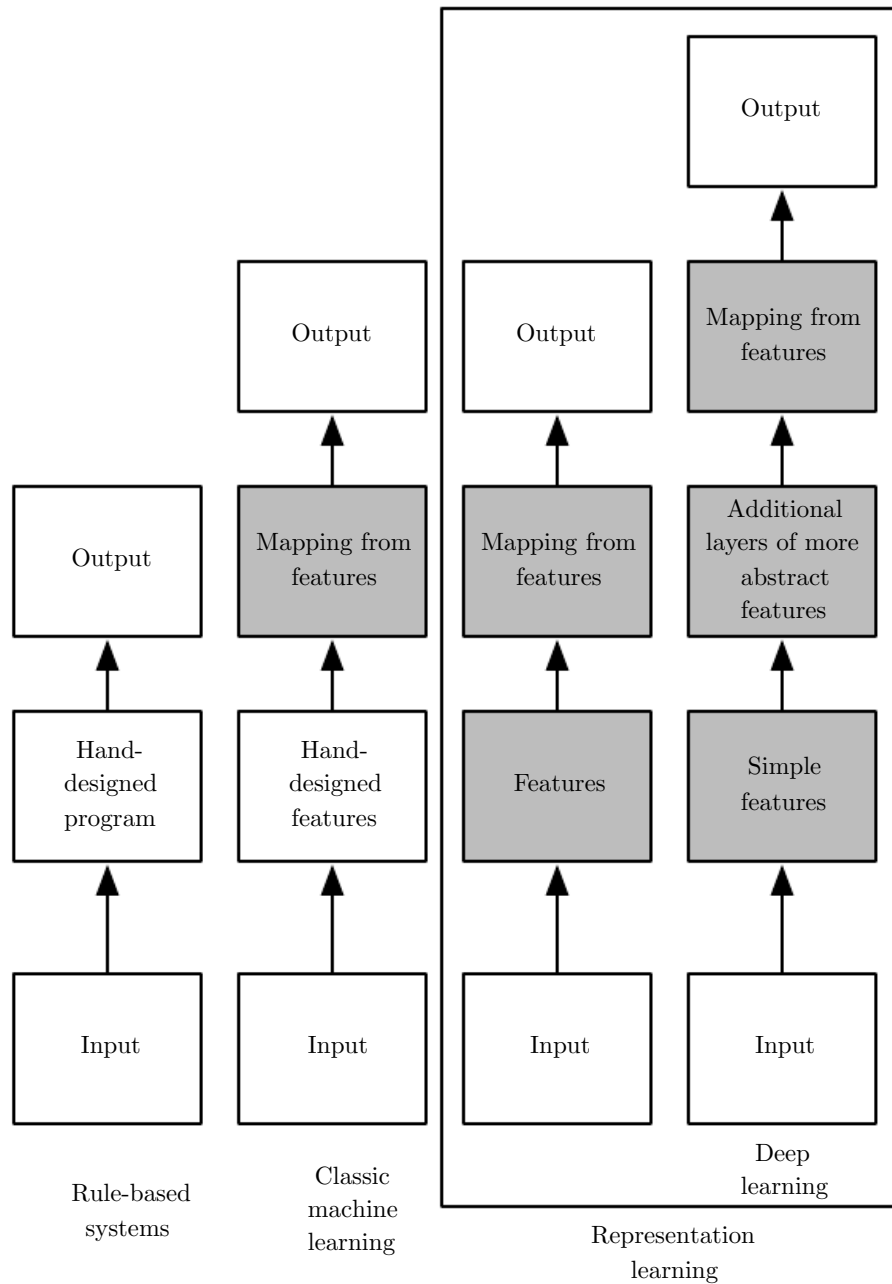 Output
Output
Output
Mapping from
features
Output
Mapping from
features
Mapping from
features
Additional
layers of more
abstract
features
Hand-
designed
program
Hand-
designed
features
Features
Simple
features
Input
Input
Input
Input
Rule-based
systems
Classic
machine
learning
Deep
learning
Representation
learning